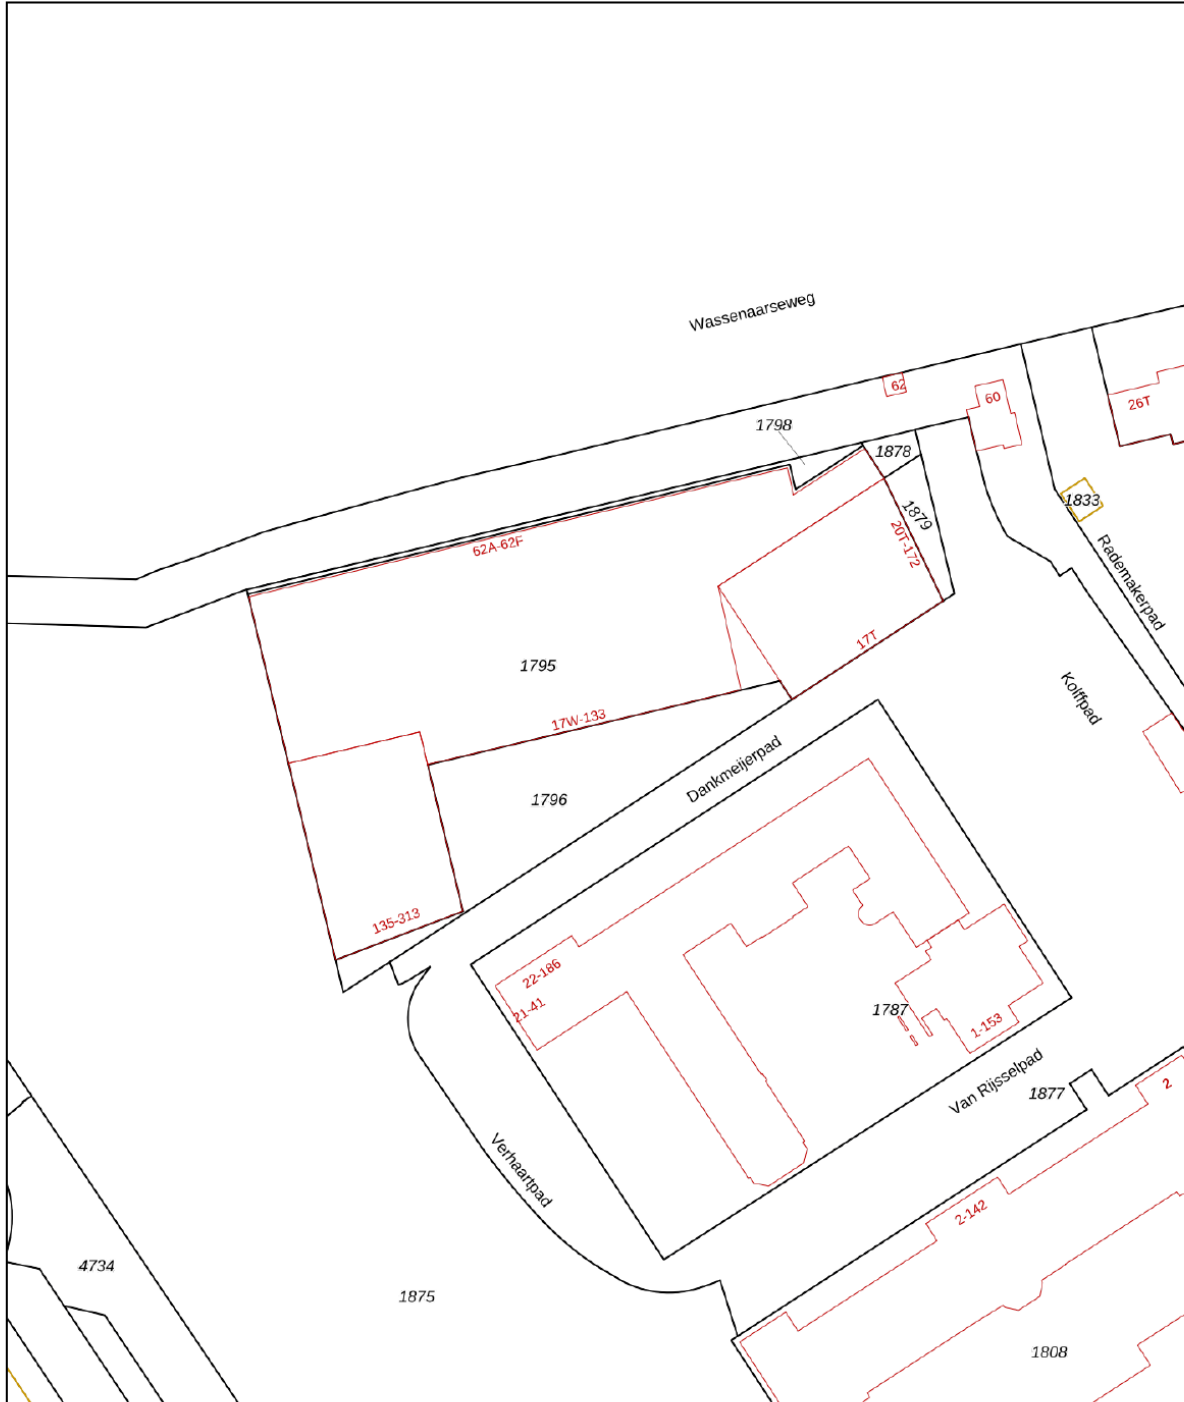 Wassenaarseweg
62
60
26T
1798
1878
1833
1879
20T-172
62A-62F
Rademakerpad
17T
1795
Kolffpad
17W-133
Dankmeijerpad
1796
135-313
22-186
21-41
1787
1-153
Van Rijsselpad
1877
2
Verhaartpad
2-142
4734
1875
1808